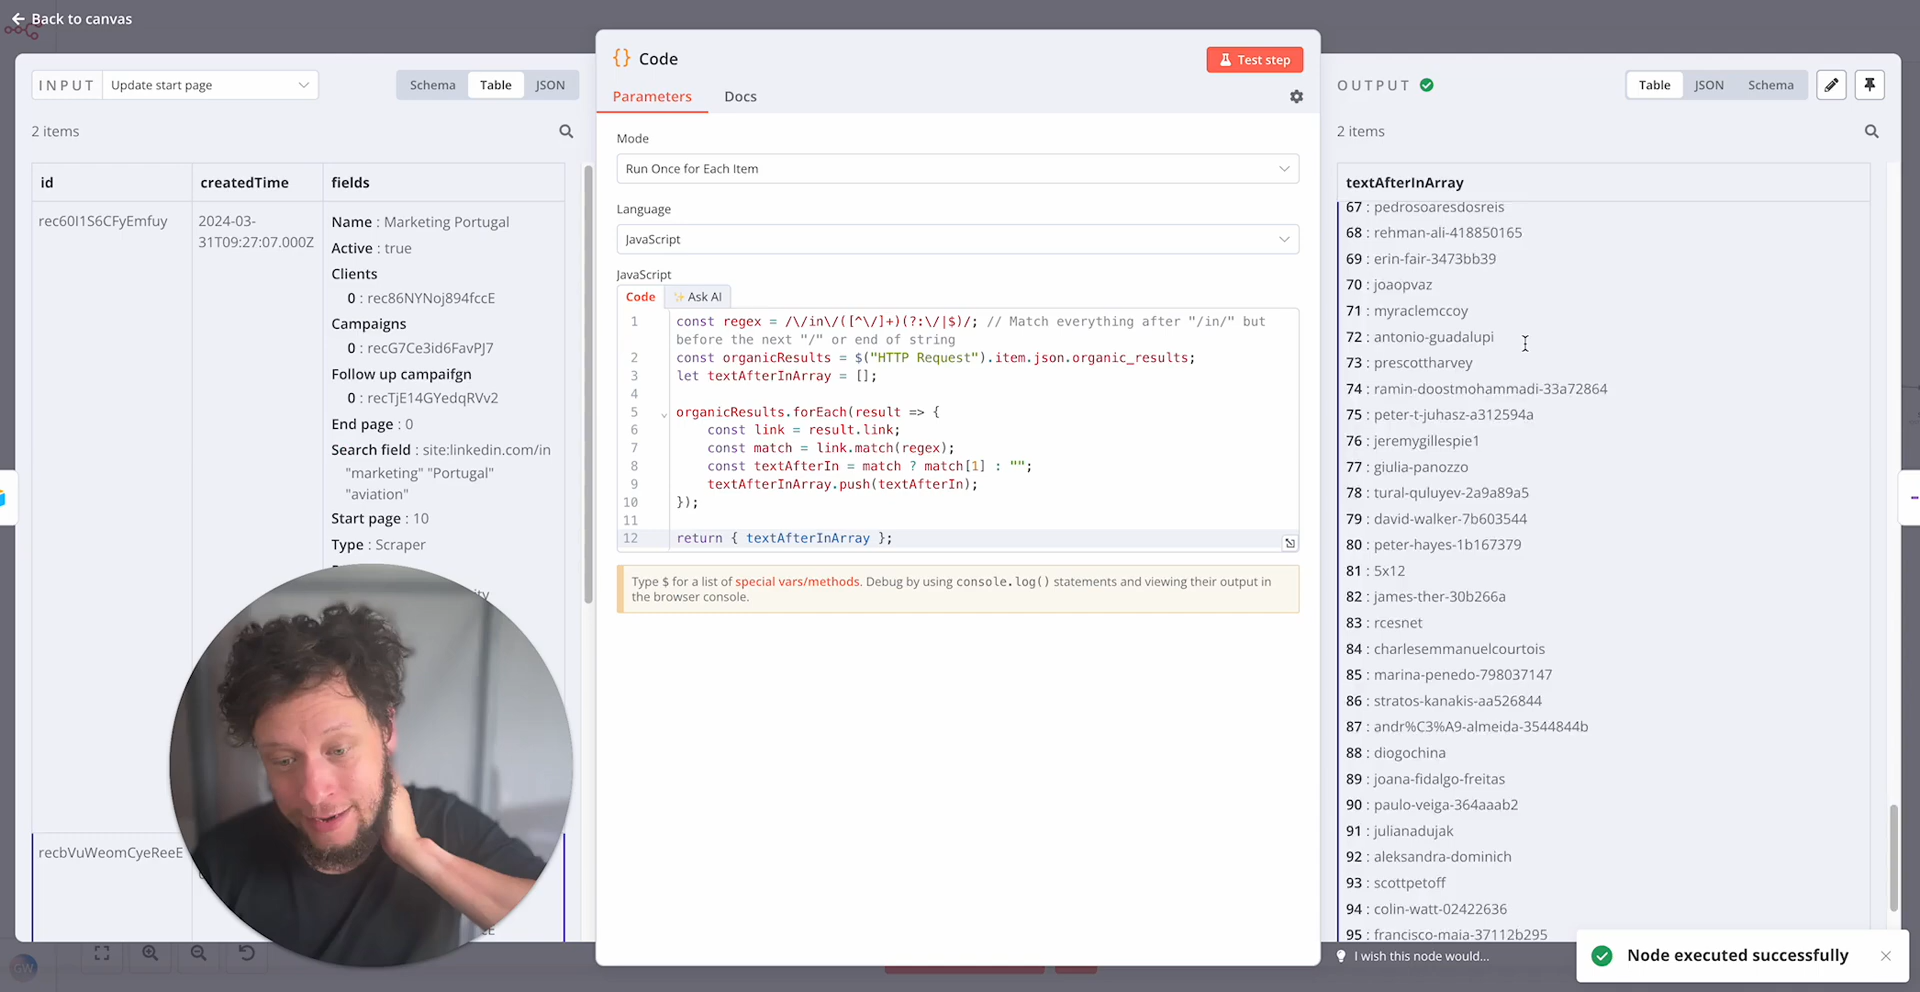 Back to canvas
INPUT
Update start page
Schema
Table
JSON
2 items
id
createdTime
fields
rec60I1S6CFyEmfuy
2024-03-
31T09:27:07.000Z
Name : Marketing Portugal
Active : true
Clients
0 : rec86NYNoj894fccE
Campaigns
0 : recG7Ce3id6FavPJ7
Follow up campaifgn
0 : recTjE14GYedqRVv2
End page : 0
Search field : site:linkedin.com/in
"marketing" "Portugal"
"aviation"
Start page : 10
Type : Scraper
recbVuWeomCyeReeE
{} Code
Test step
Parameters
Docs
Mode
Run Once for Each Item
Language
JavaScript
JavaScript
Code
Ask AI
1 const regex = /\/in\/([^\/]+)(?:\/|$)/; // Match everything after "/in/" but
before the next "/" or end of string
2 const organicResults = $("HTTP Request").item.json.organic_results;
3 let textAfterInArray = [];
4
5 organicResults.forEach(result => {
6 const link = result.link;
7 const match = link.match(regex);
8 const textAfterIn = match ? match[1] : "";
9 textAfterInArray.push(textAfterIn);
10 });
11
12 return { textAfterInArray };
Type $ for a list of special vars/methods. Debug by using console.log() statements and viewing their output in
the browser console.
OUTPUT
Table
JSON
Schema
2 items
textAfterInArray
67 : pedrosoaresdosreis
68 : rehman-ali-418850165
69 : erin-fair-3473bb39
70 : joaopvaz
71 : myraclemccoy
72 : antonio-guadalupi
73 : prescottharvey
74 : ramin-doostmohammadi-33a72864
75 : peter-t-juhasz-a312594a
76 : jeremygillespie1
77 : giulia-panozzo
78 : tural-quluyev-2a9a89a5
79 : david-walker-7b603544
80 : peter-hayes-1b167379
81 : 5x12
82 : james-ther-30b266a
83 : rcesnet
84 : charlesemmanuelcourtois
85 : marina-penedo-798037147
86 : stratos-kanakis-aa526844
87 : andr%C3%A9-almeida-3544844b
88 : diogochina
89 : joana-fidalgo-freitas
90 : paulo-veiga-364aaab2
91 : julianadujak
92 : aleksandra-dominich
93 : scottpetoff
94 : colin-watt-02422636
95 : francisco-maia-37112b295
I wish this node would...
Node executed successfully
GW